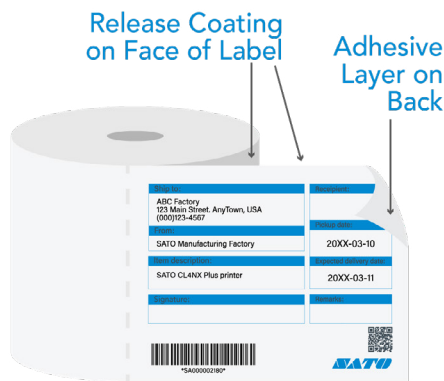 Release Coating
on Face of Label
Adhesive
Layer on
Back
Ship to:
ABC Factory
123 Main Street. AnyTown, USA
(000)123-4567
From:
SATO Manufacturing Factory
Item description:
SATO CL4NX Plus printer
Signature:
Receipient:
Pickup date:
20XX-03-10
Expected delivery date:
20XX-03-11
Remarks:
*SA000002180*
SATO